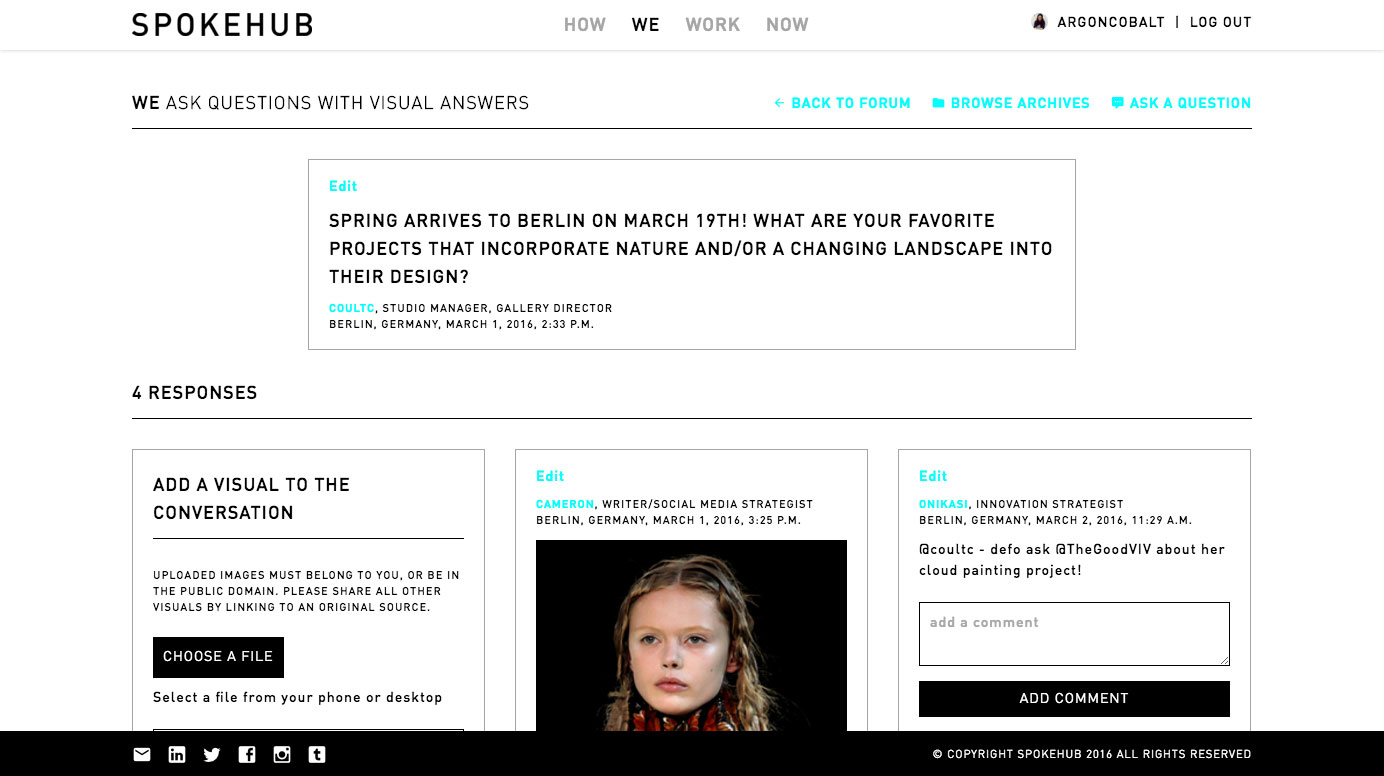 SPOKEHUB
HOW WE WORK NOW
ARGONCOBALT | LOG OUT
WE ASK QUESTIONS WITH VISUAL ANSWERS
← BACK TO FORUM BROWSE ARCHIVES ASK A QUESTION
Edit
SPRING ARRIVES TO BERLIN ON MARCH 19TH! WHAT ARE YOUR FAVORITE
PROJECTS THAT INCORPORATE NATURE AND/OR A CHANGING LANDSCAPE INTO
THEIR DESIGN?
COULTC, STUDIO MANAGER, GALLERY DIRECTOR
BERLIN, GERMANY, MARCH 1, 2016, 2:33 P.M.
4 RESPONSES
ADD A VISUAL TO THE
CONVERSATION
UPLOADED IMAGES MUST BELONG TO YOU, OR BE IN
THE PUBLIC DOMAIN. PLEASE SHARE ALL OTHER
VISUALS BY LINKING TO AN ORIGINAL SOURCE.
CHOOSE A FILE
Select a file from your phone or desktop
Edit
CAMERON, WRITER/SOCIAL MEDIA STRATEGIST
BERLIN, GERMANY, MARCH 1, 2016, 3:25 P.M.
Edit
ONIKASI, INNOVATION STRATEGIST
BERLIN, GERMANY, MARCH 2, 2016, 11:29 A.M.
@coultc - defo ask @TheGoodVIV about her
cloud painting project!
add a comment
ADD COMMENT
© COPYRIGHT SPOKEHUB 2016 ALL RIGHTS RESERVED